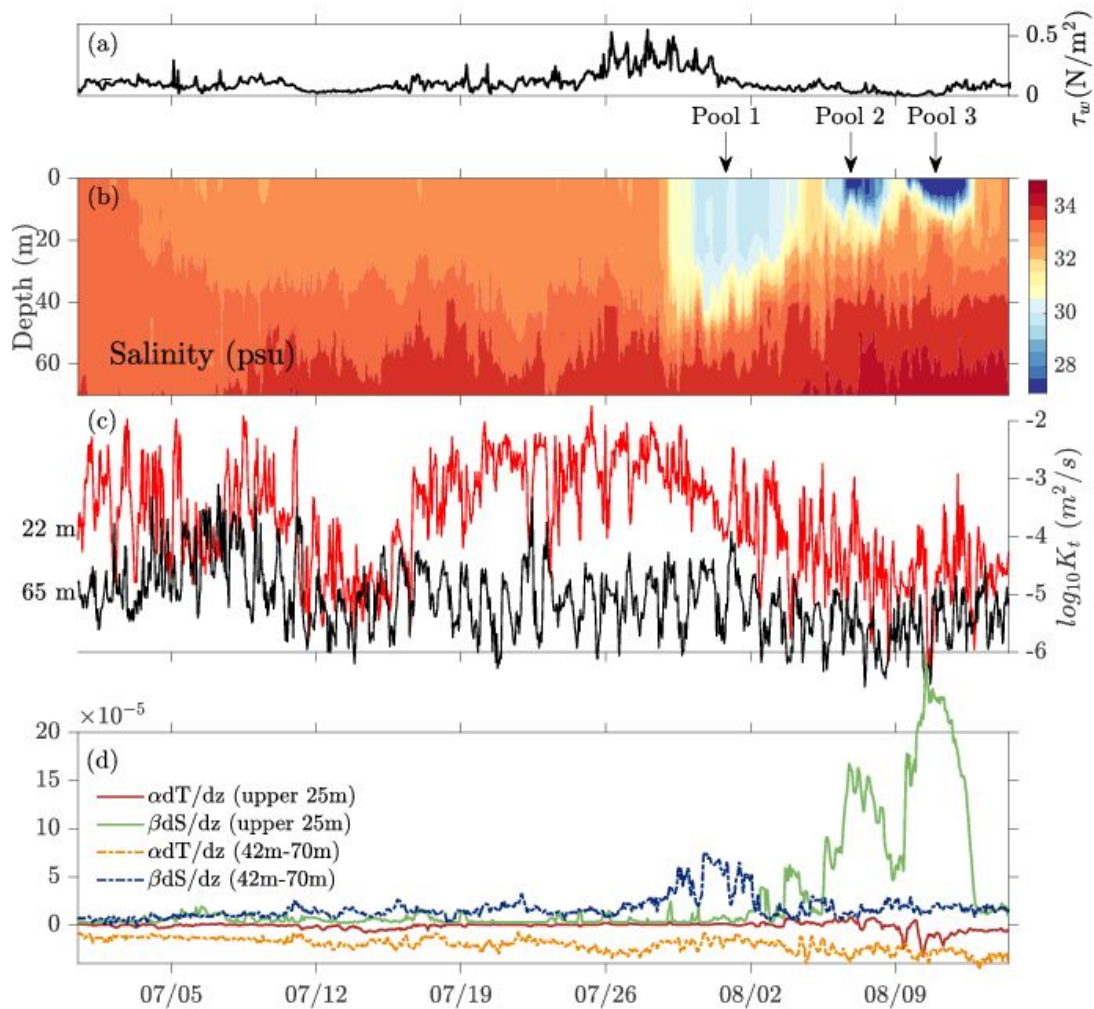 (a)
0.5
0
τ_w(N/m²)
Pool 1 Pool 2 Pool 3
(b)
0
20
40
60
Depth (m)
Salinity (psu)
34
32
30
28
(c)
22 m
65 m
-2
-3
-4
-5
-6
log₁₀K_t (m²/s)
×10⁻⁵
(d)
20
15
10
5
0
αdT/dz (upper 25m)
βdS/dz (upper 25m)
αdT/dz (42m-70m)
βdS/dz (42m-70m)
07/05 07/12 07/19 07/26 08/02 08/09